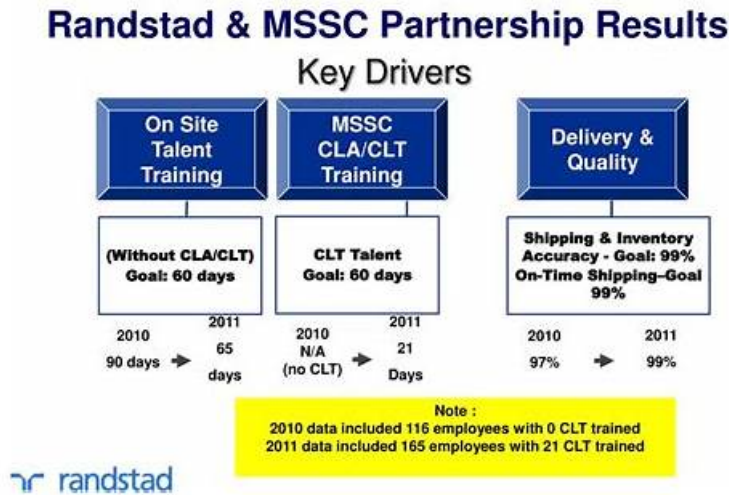 Randstad & MSSC Partnership Results
Key Drivers
On Site
Talent
Training
MSSC
CLA/CLT
Training
Delivery &
Quality
(Without CLA/CLT)
Goal: 60 days
CLT Talent
Goal: 60 days
Shipping & Inventory
Accuracy - Goal: 99%
On-Time Shipping–Goal
99%
2010
90 days
2011
65
days
2010
N/A
(no CLT)
2011
21
Days
2010
97%
2011
99%
Note :
2010 data included 116 employees with 0 CLT trained
2011 data included 165 employees with 21 CLT trained
randstad